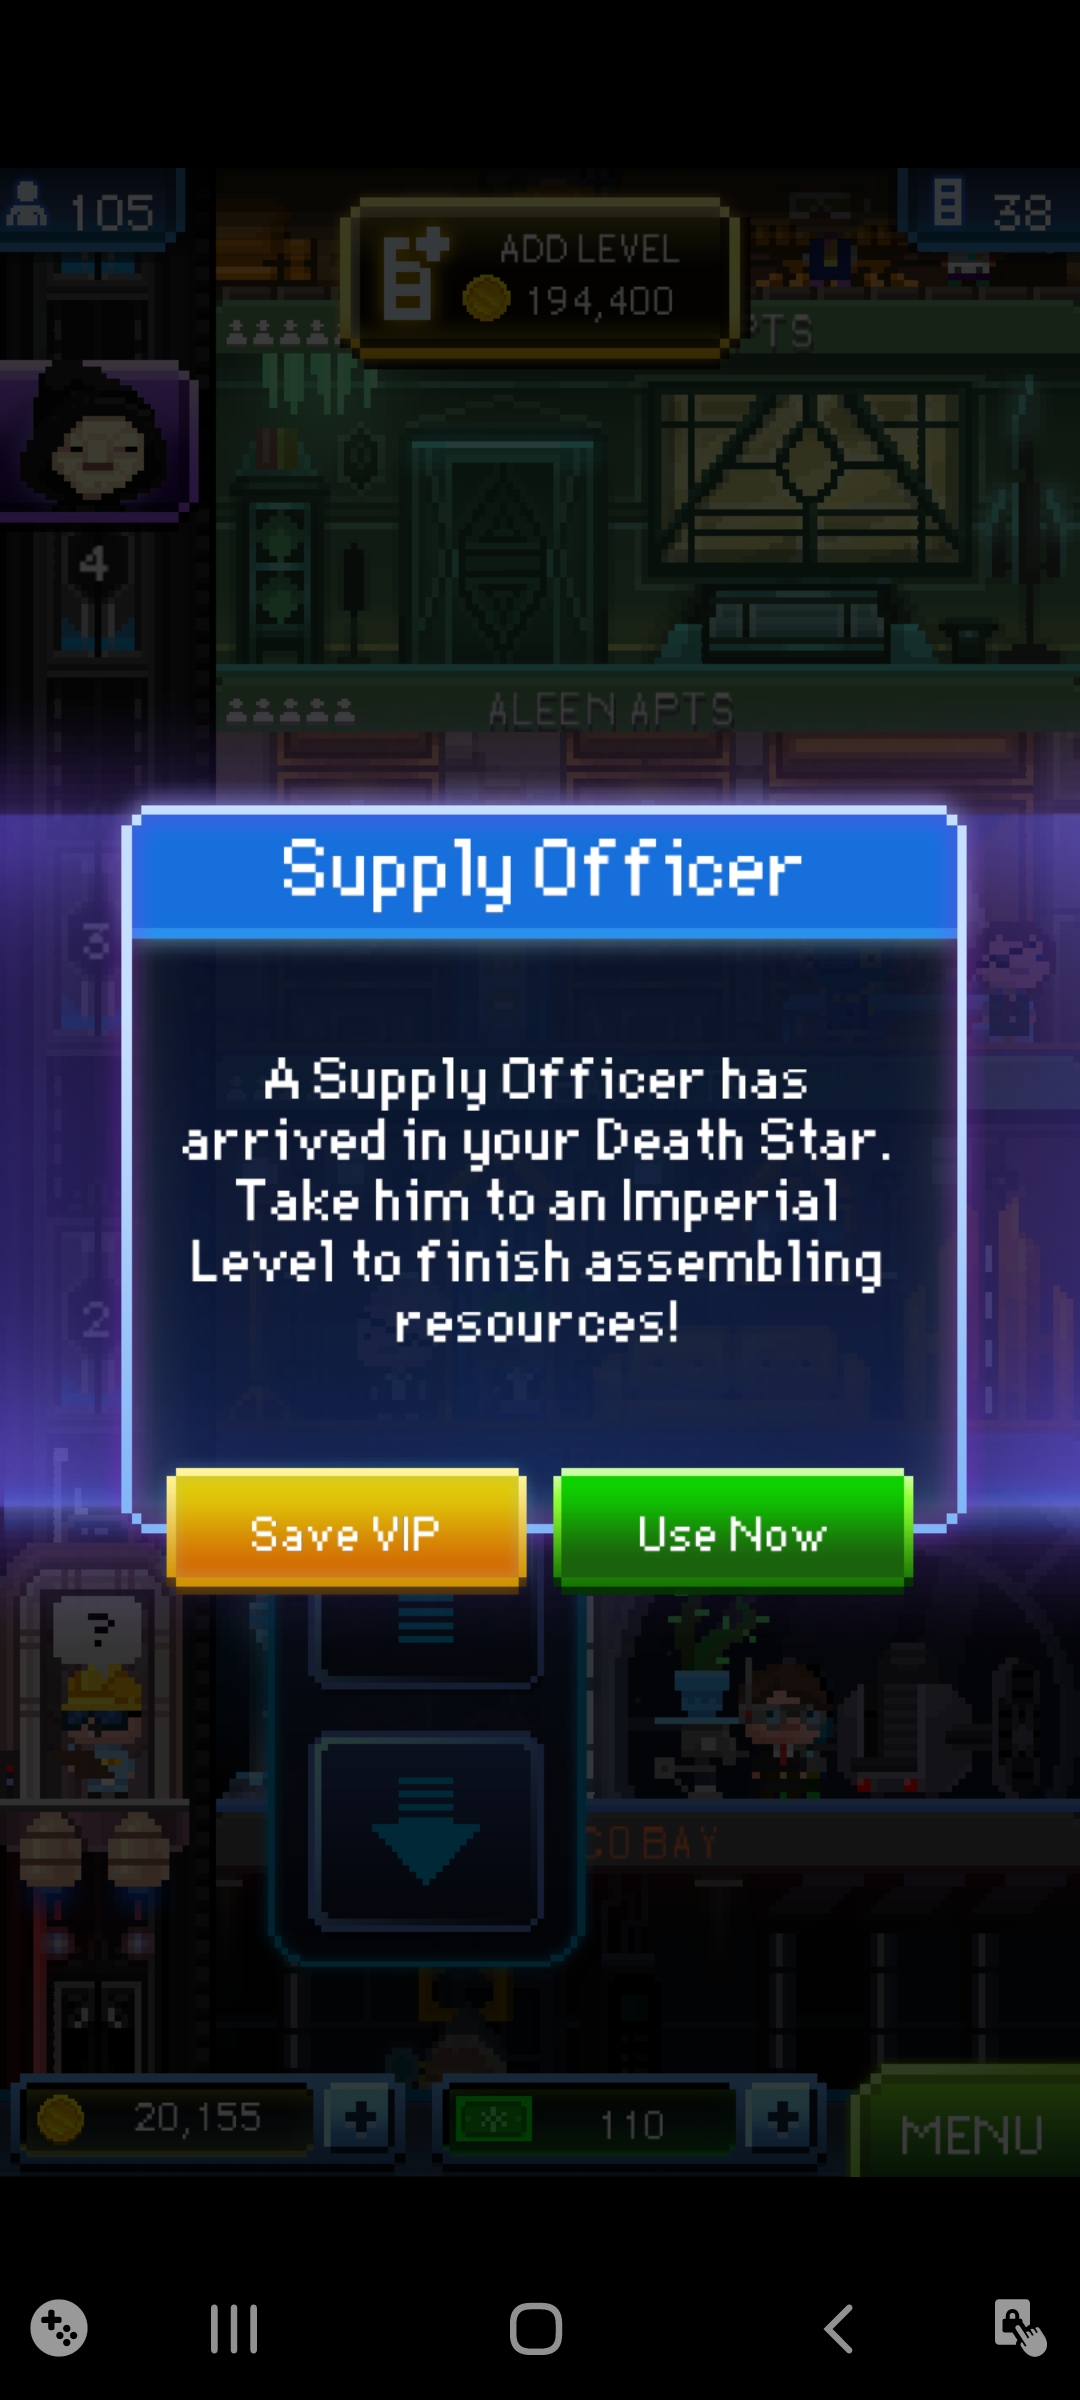 105
38
ADD LEVEL
194,400
PTS
4
ALEEN APTS
3
Supply Officer
A Supply Officer has
arrived in your Death Star.
Take him to an Imperial
Level to finish assembling
resources!
2
Save VIP
Use Now
?
CO BAY
20,155
110
MENU